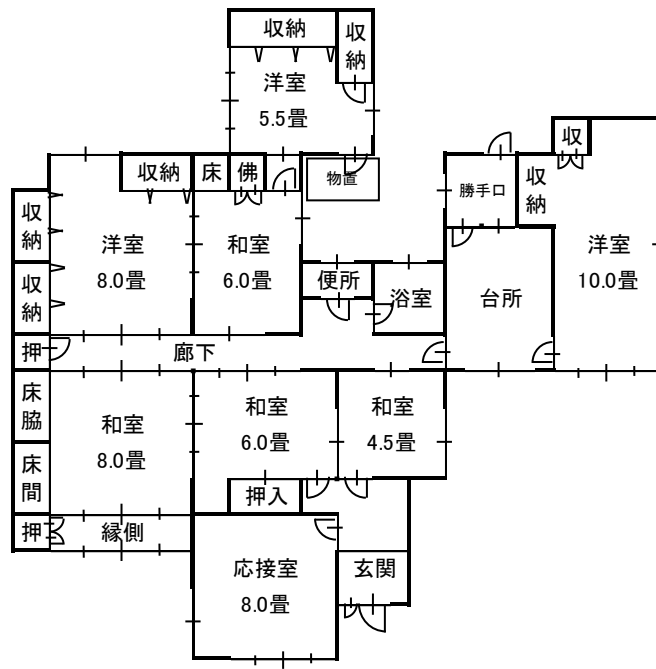 収納
収納
洋室
5.5畳
収納
床
佛
物置
収
勝手口
収納
収納
洋室
8.0畳
和室
6.0畳
洋室
10.0畳
収納
便所
浴室
台所
押
廊下
床脇
和室
8.0畳
和室
6.0畳
和室
4.5畳
床間
押入
押
縁側
応接室
8.0畳
玄関